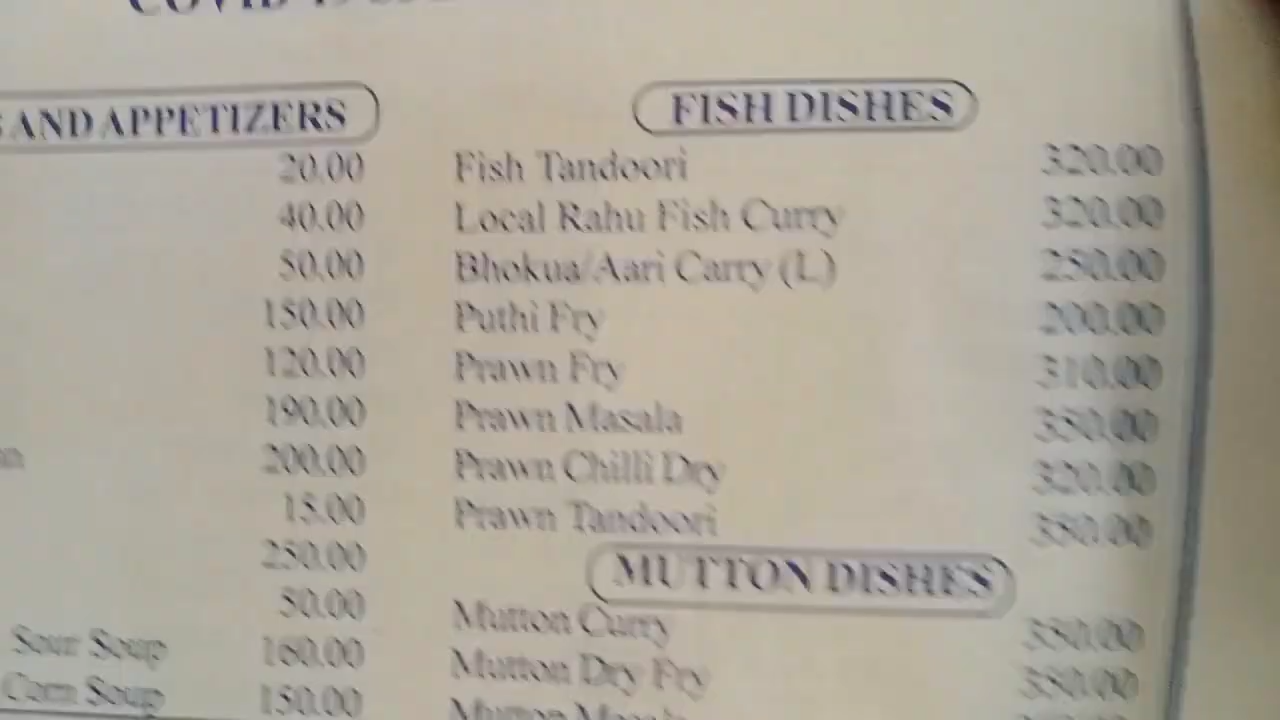 COVID
AND APPETIZERS
20.00
40.00
50.00
150.00
120.00
190.00
200.00
15.00
250.00
50.00
Sour Soup 160.00
Corn Soup 150.00
FISH DISHES
Fish Tandoori 320.00
Local Rahu Fish Curry 320.00
Bhokua/Aari Carry (L) 250.00
Puthi Fry 200.00
Prawn Fry 310.00
Prawn Masala 350.00
Prawn Chilli Dry 320.00
Prawn Tandoori 350.00
MUTTON DISHES
Mutton Curry 350.00
Mutton Dry Fry 350.00
Mutton